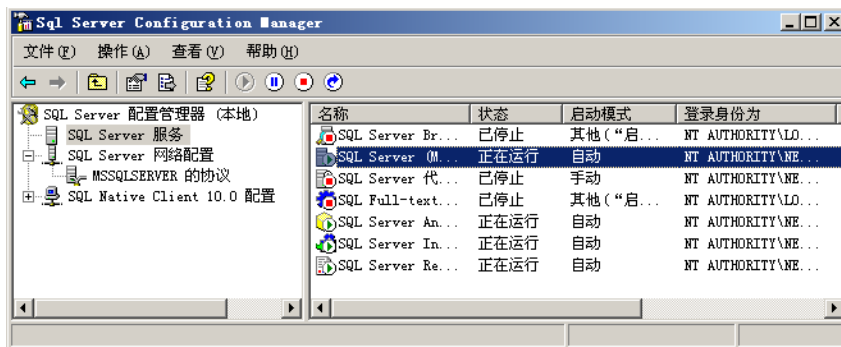 Sql Server Configuration Manager
文件(F) 操作(A) 查看(V) 帮助(H)
SQL Server 配置管理器 (本地)
SQL Server 服务
SQL Server 网络配置
MSSQLSERVER 的协议
SQL Native Client 10.0 配置
名称 状态 启动模式 登录身份为
SQL Server Br... 已停止 其他(“启... NT AUTHORITY\LO...
SQL Server (M... 正在运行 自动 NT AUTHORITY\NE...
SQL Server 代... 已停止 手动 NT AUTHORITY\NE...
SQL Full-text... 已停止 其他(“启... NT AUTHORITY\LO...
SQL Server An... 正在运行 自动 NT AUTHORITY\NE...
SQL Server In... 正在运行 自动 NT AUTHORITY\NE...
SQL Server Re... 正在运行 自动 NT AUTHORITY\NE...